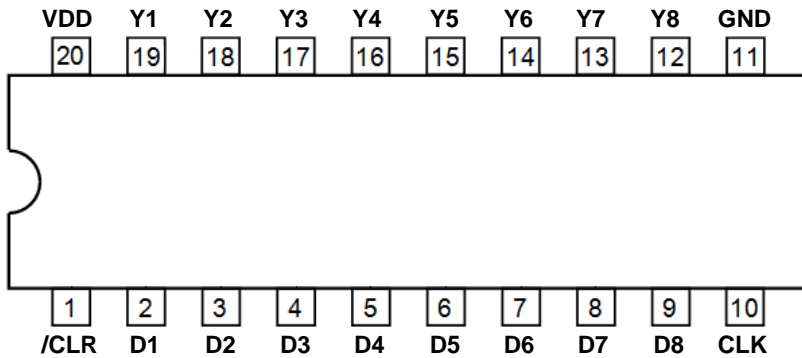 VDD Y1 Y2 Y3 Y4 Y5 Y6 Y7 Y8 GND
20 19 18 17 16 15 14 13 12 11
1 2 3 4 5 6 7 8 9 10
/CLR D1 D2 D3 D4 D5 D6 D7 D8 CLK